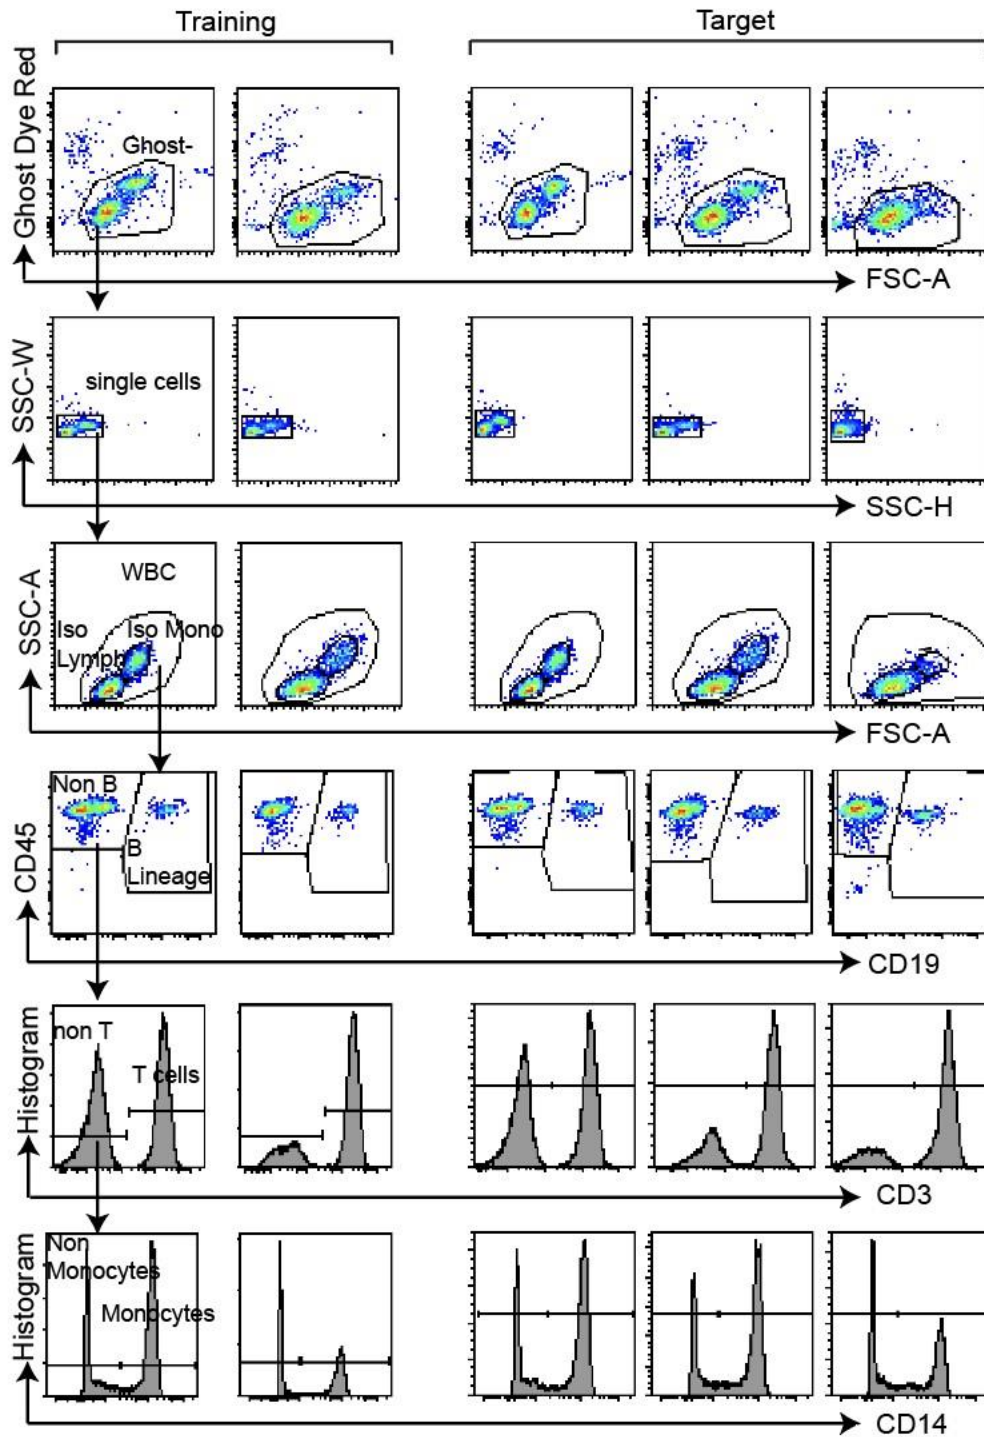 Training
Target
Ghost Dye Red
Ghost-
FSC-A
SSC-W
single cells
SSC-H
SSC-A
WBC
Iso
Lymph
Iso Mono
FSC-A
CD45
Non B
B
Lineage
CD19
Histogram
non T
T cells
CD3
Histogram
Non
Monocytes
Monocytes
CD14